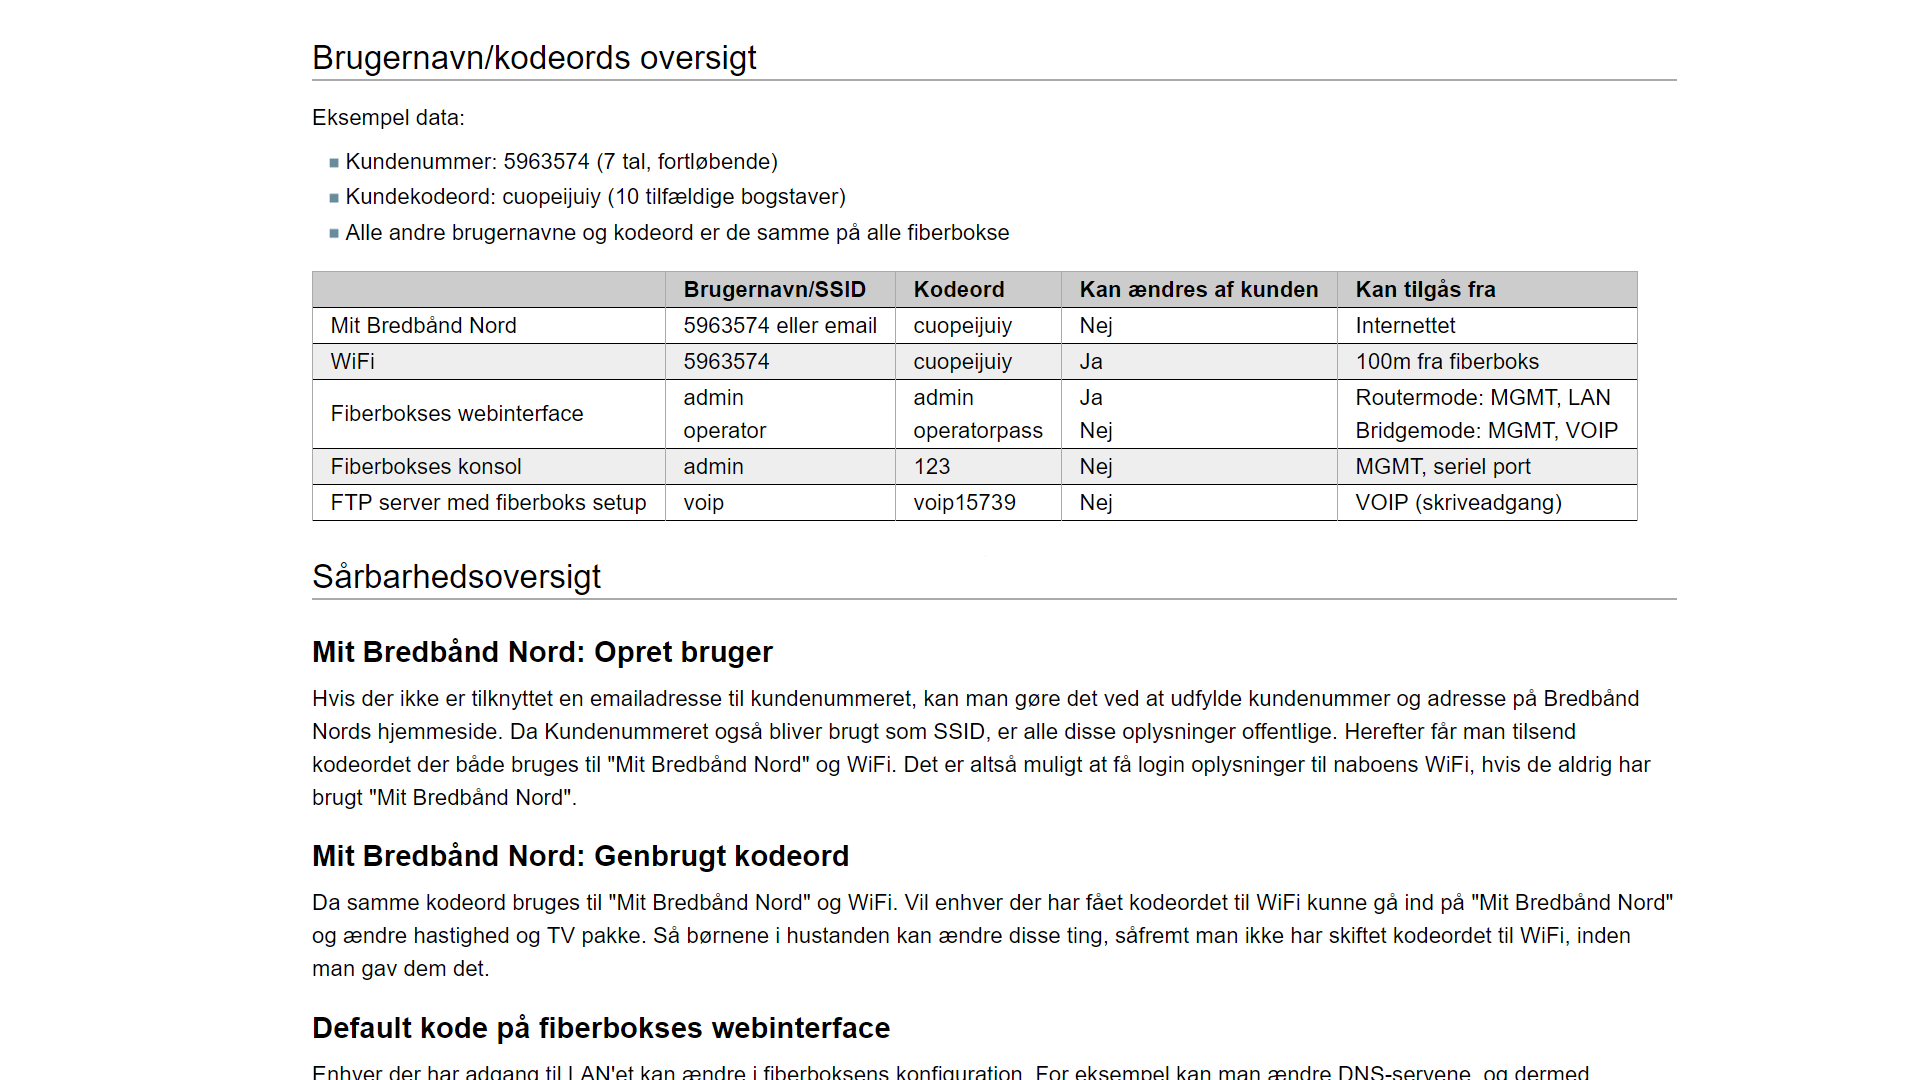 Brugernavn/kodeords oversigt
Eksempel data:
Kundenummer: 5963574 (7 tal, fortløbende)
Kundekodeord: cuopeijuiy (10 tilfældige bogstaver)
Alle andre brugernavne og kodeord er de samme på alle fiberbokse
Brugernavn/SSID Kodeord Kan ændres af kunden Kan tilgås fra
Mit Bredbånd Nord 5963574 eller email cuopeijuiy Nej Internettet
WiFi 5963574 cuopeijuiy Ja 100m fra fiberboks
Fiberbokses webinterface admin admin Ja Routermode: MGMT, LAN
operator operatorpass Nej Bridgemode: MGMT, VOIP
Fiberbokses konsol admin 123 Nej MGMT, seriel port
FTP server med fiberboks setup voip voip15739 Nej VOIP (skriveadgang)
Sårbarhedsoversigt
Mit Bredbånd Nord: Opret bruger
Hvis der ikke er tilknyttet en emailadresse til kundenummeret, kan man gøre det ved at udfylde kundenummer og adresse på Bredbånd
Nords hjemmeside. Da Kundenummeret også bliver brugt som SSID, er alle disse oplysninger offentlige. Herefter får man tilsend
kodeordet der både bruges til "Mit Bredbånd Nord" og WiFi. Det er altså muligt at få login oplysninger til naboens WiFi, hvis de aldrig har
brugt "Mit Bredbånd Nord".
Mit Bredbånd Nord: Genbrugt kodeord
Da samme kodeord bruges til "Mit Bredbånd Nord" og WiFi. Vil enhver der har fået kodeordet til WiFi kunne gå ind på "Mit Bredbånd Nord"
og ændre hastighed og TV pakke. Så børnene i hustanden kan ændre disse ting, såfremt man ikke har skiftet kodeordet til WiFi, inden
man gav dem det.
Default kode på fiberbokses webinterface
Enhver der har adgang til LAN'et kan ændre i fiberboksens konfiguration. For eksempel kan man ændre DNS-servene, og dermed